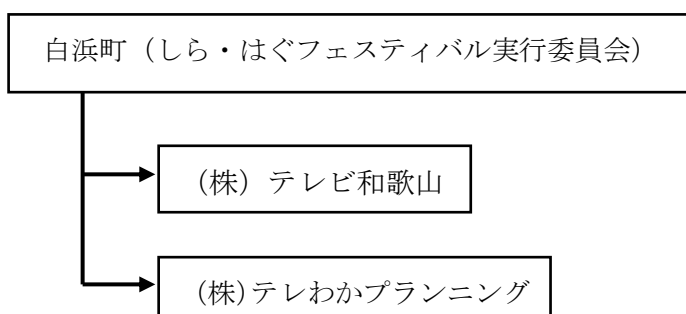 白浜町（しら・はぐフェスティバル実行委員会）
（株）テレビ和歌山
（株）テレわかプランニング